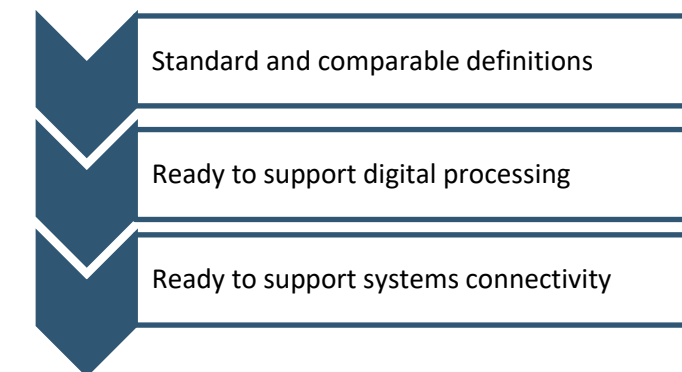 Standard and comparable definitions
Ready to support digital processing
Ready to support systems connectivity